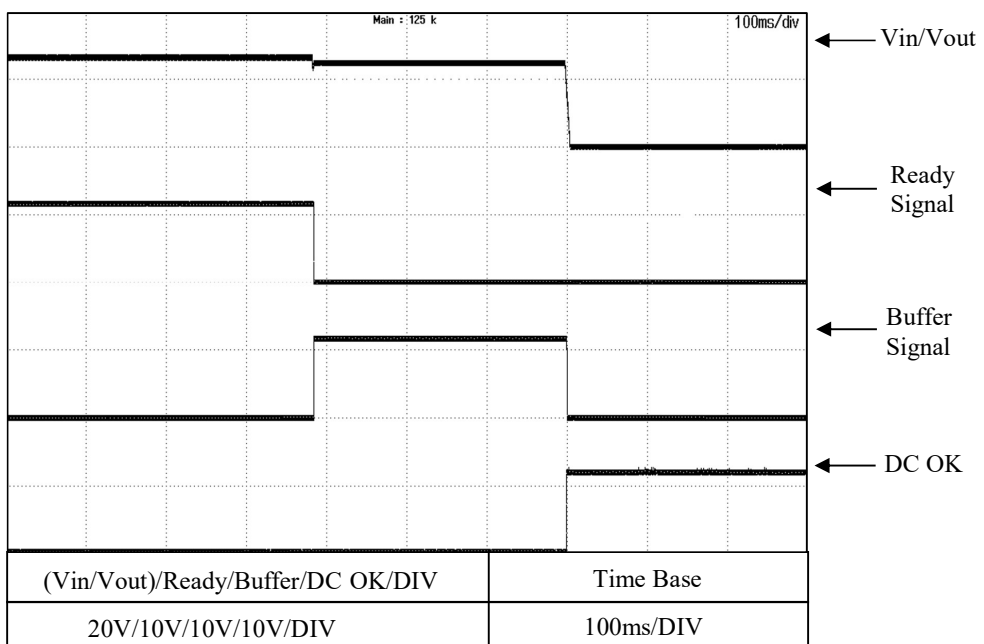 Main : 125 k
100ms/div
Vin/Vout
Ready
Signal
Buffer
Signal
DC OK
(Vin/Vout)/Ready/Buffer/DC OK/DIV
Time Base
20V/10V/10V/10V/DIV
100ms/DIV